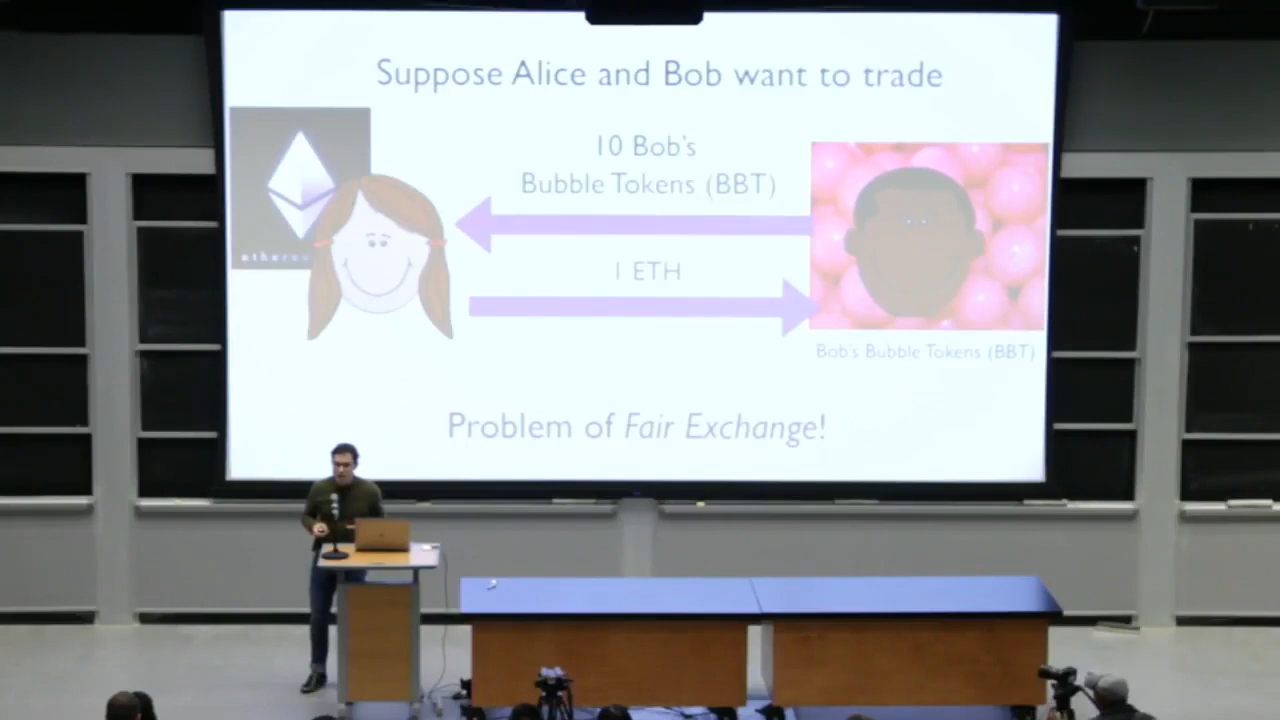 Suppose Alice and Bob want to trade
10 Bob's
Bubble Tokens (BBT)
1 ETH
Bob's Bubble Tokens (BBT)
Problem of Fair Exchange!